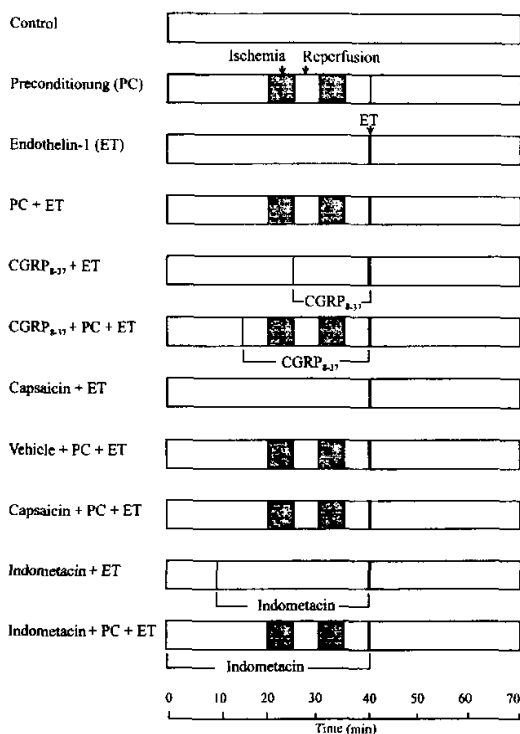 Control
Ischemia Reperfusion
Preconditioning (PC)
ET
Endothelin-1 (ET)
PC + ET
CGRP₈₋₃₇ + ET
CGRP₈₋₃₇
CGRP₈₋₃₇ + PC + ET
CGRP₈₋₃₇
Capsaicin + ET
Vehicle + PC + ET
Capsaicin + PC + ET
Indometacin + ET
Indometacin
Indometacin + PC + ET
Indometacin
0 10 20 30 40 50 60 70
Time (min)